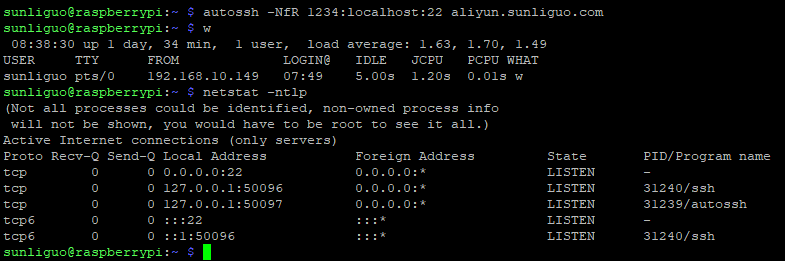 sunliguo@raspberrypi:~ $ autossh -NfR 1234:localhost:22 aliyun.sunliguo.com
sunliguo@raspberrypi:~ $ w
 08:38:30 up 1 day, 34 min,  1 user,  load average: 1.63, 1.70, 1.49
USER     TTY      FROM             LOGIN@   IDLE   JCPU   PCPU WHAT
sunliguo pts/0    192.168.10.149   07:49    5.00s  1.20s  0.01s w
sunliguo@raspberrypi:~ $ netstat -ntlp
(Not all processes could be identified, non-owned process info
 will not be shown, you would have to be root to see it all.)
Active Internet connections (only servers)
Proto Recv-Q Send-Q Local Address           Foreign Address         State       PID/Program name
tcp        0      0 0.0.0.0:22              0.0.0.0:*               LISTEN      -
tcp        0      0 127.0.0.1:50096         0.0.0.0:*               LISTEN      31240/ssh
tcp        0      0 127.0.0.1:50097         0.0.0.0:*               LISTEN      31239/autossh
tcp6       0      0 :::22                   :::*                    LISTEN      -
tcp6       0      0 ::1:50096               :::*                    LISTEN      31240/ssh
sunliguo@raspberrypi:~ $